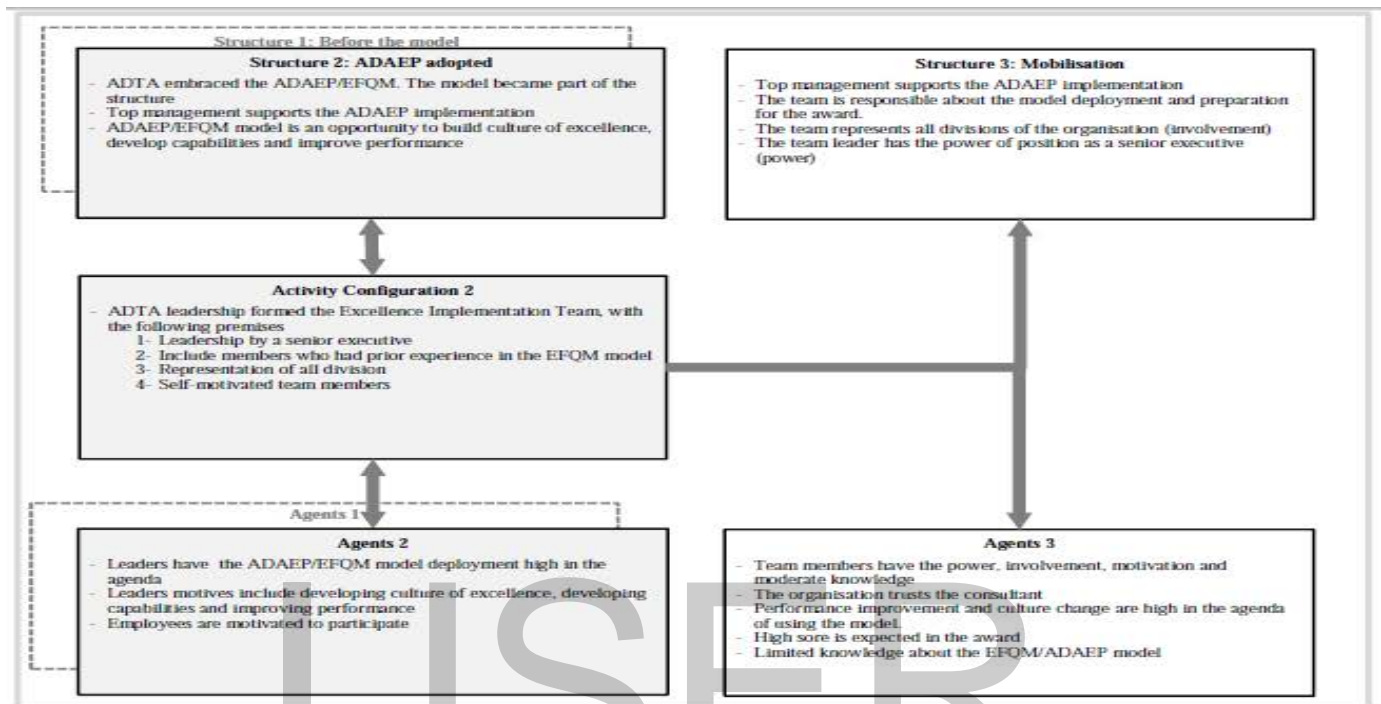 Structure 1: Before the model
Structure 2: ADAEP adopted
- ADTA embraced the ADAEP/EFQM. The model became part of the
structure
- Top management supports the ADAEP implementation
- ADAEP/EFQM model is an opportunity to build culture of excellence,
develop capabilities and improve performance
Structure 3: Mobilisation
- Top management supports the ADAEP implementation
- The team is responsible about the model deployment and preparation
for the award.
- The team represents all divisions of the organisation (involvement)
- The team leader has the power of position as a senior executive
(power)
Activity Configuration 2
- ADTA leadership formed the Excellence Implementation Team, with
the following premises
1- Leadership by a senior executive
2- Include members who had prior experience in the EFQM model
3- Representation of all division
4- Self-motivated team members
Agents 1
Agents 2
- Leaders have the ADAEP/EFQM model deployment high in the
agenda
- Leaders motives include developing culture of excellence, developing
capabilities and improving performance
- Employees are motivated to participate
Agents 3
- Team members have the power, involvement, motivation and
moderate knowledge
- The organisation trusts the consultant
- Performance improvement and culture change are high in the agenda
of using the model.
- High sore is expected in the award
- Limited knowledge about the EFQM/ADAEP model